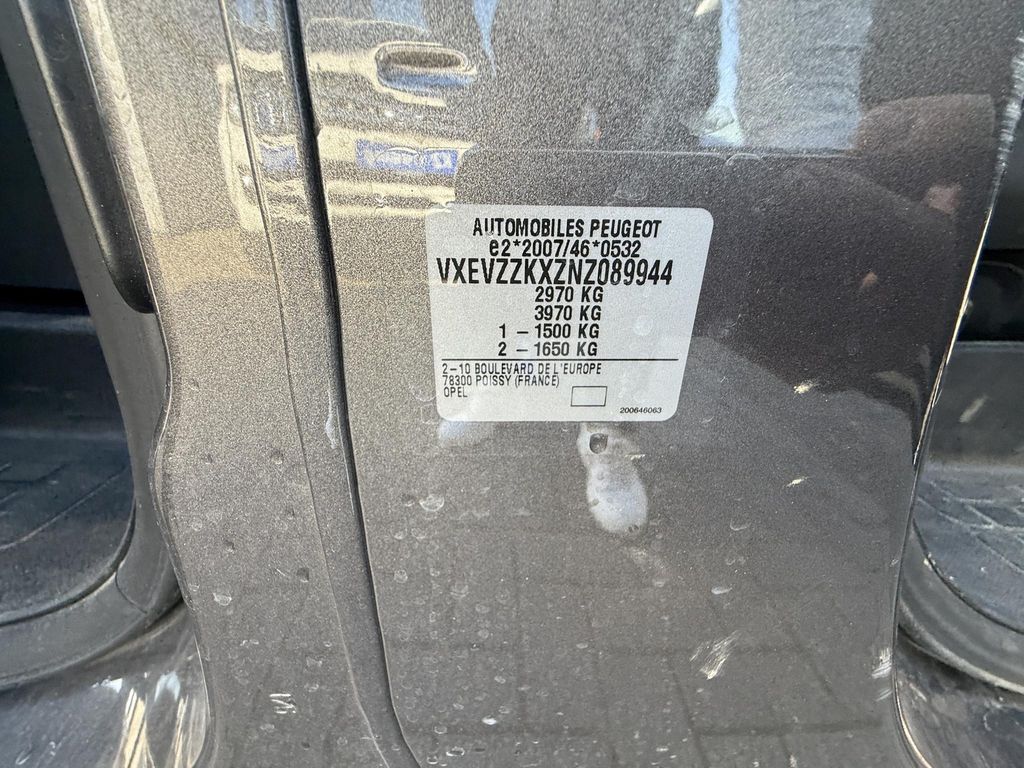 AUTOMOBILES PEUGEOT
e2*2007/46*0532
VXEVZZKXZNZ089944
2970 KG
3970 KG
1 - 1500 KG
2 - 1650 KG
2-10 BOULEVARD DE L'EUROPE
78300 POISSY (FRANCE)
OPEL
200646063